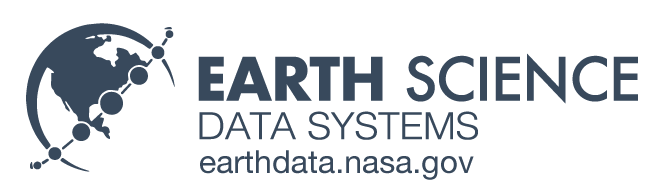 EARTH SCIENCE
DATA SYSTEMS
earthdata.nasa.gov